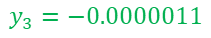 y₃ = −0.0000011